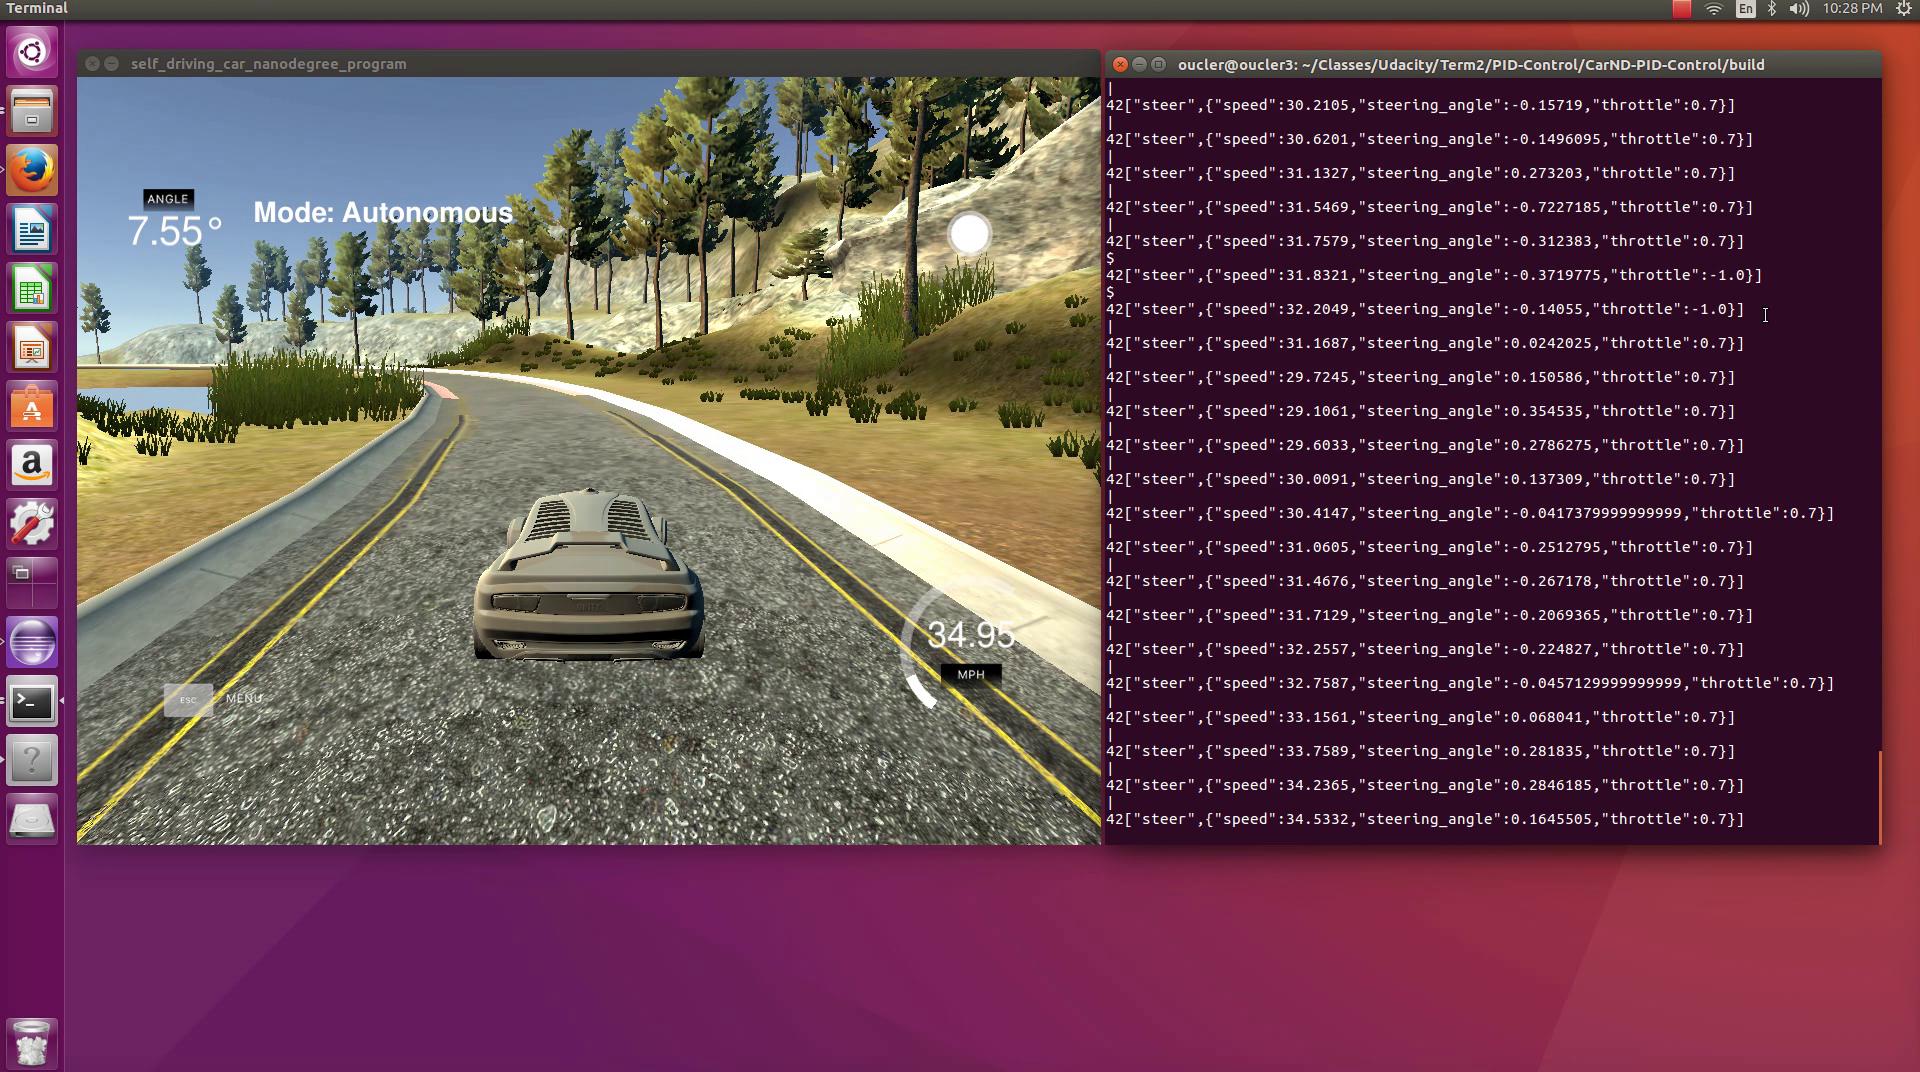 Terminal
En
10:28 PM
self_driving_car_nanodegree_program
ANGLE
7.55°
Mode: Autonomous
34.95
MPH
ESC
MENU
oucler@oucler3: ~/Classes/Udacity/Term2/PID-Control/CarND-PID-Control/build
|
42["steer",{"speed":30.2105,"steering_angle":-0.15719,"throttle":0.7}]
|
42["steer",{"speed":30.6201,"steering_angle":-0.1496095,"throttle":0.7}]
|
42["steer",{"speed":31.1327,"steering_angle":0.273203,"throttle":0.7}]
|
42["steer",{"speed":31.5469,"steering_angle":-0.7227185,"throttle":0.7}]
|
42["steer",{"speed":31.7579,"steering_angle":-0.312383,"throttle":0.7}]
$
42["steer",{"speed":31.8321,"steering_angle":-0.3719775,"throttle":-1.0}]
$
42["steer",{"speed":32.2049,"steering_angle":-0.14055,"throttle":-1.0}]
|
42["steer",{"speed":31.1687,"steering_angle":0.0242025,"throttle":0.7}]
|
42["steer",{"speed":29.7245,"steering_angle":0.150586,"throttle":0.7}]
|
42["steer",{"speed":29.1061,"steering_angle":0.354535,"throttle":0.7}]
|
42["steer",{"speed":29.6033,"steering_angle":0.2786275,"throttle":0.7}]
|
42["steer",{"speed":30.0091,"steering_angle":0.137309,"throttle":0.7}]
|
42["steer",{"speed":30.4147,"steering_angle":-0.0417379999999999,"throttle":0.7}]
|
42["steer",{"speed":31.0605,"steering_angle":-0.2512795,"throttle":0.7}]
|
42["steer",{"speed":31.4676,"steering_angle":-0.267178,"throttle":0.7}]
|
42["steer",{"speed":31.7129,"steering_angle":-0.2069365,"throttle":0.7}]
|
42["steer",{"speed":32.2557,"steering_angle":-0.224827,"throttle":0.7}]
|
42["steer",{"speed":32.7587,"steering_angle":-0.0457129999999999,"throttle":0.7}]
|
42["steer",{"speed":33.1561,"steering_angle":0.068041,"throttle":0.7}]
|
42["steer",{"speed":33.7589,"steering_angle":0.281835,"throttle":0.7}]
|
42["steer",{"speed":34.2365,"steering_angle":0.2846185,"throttle":0.7}]
|
42["steer",{"speed":34.5332,"steering_angle":0.1645505,"throttle":0.7}]